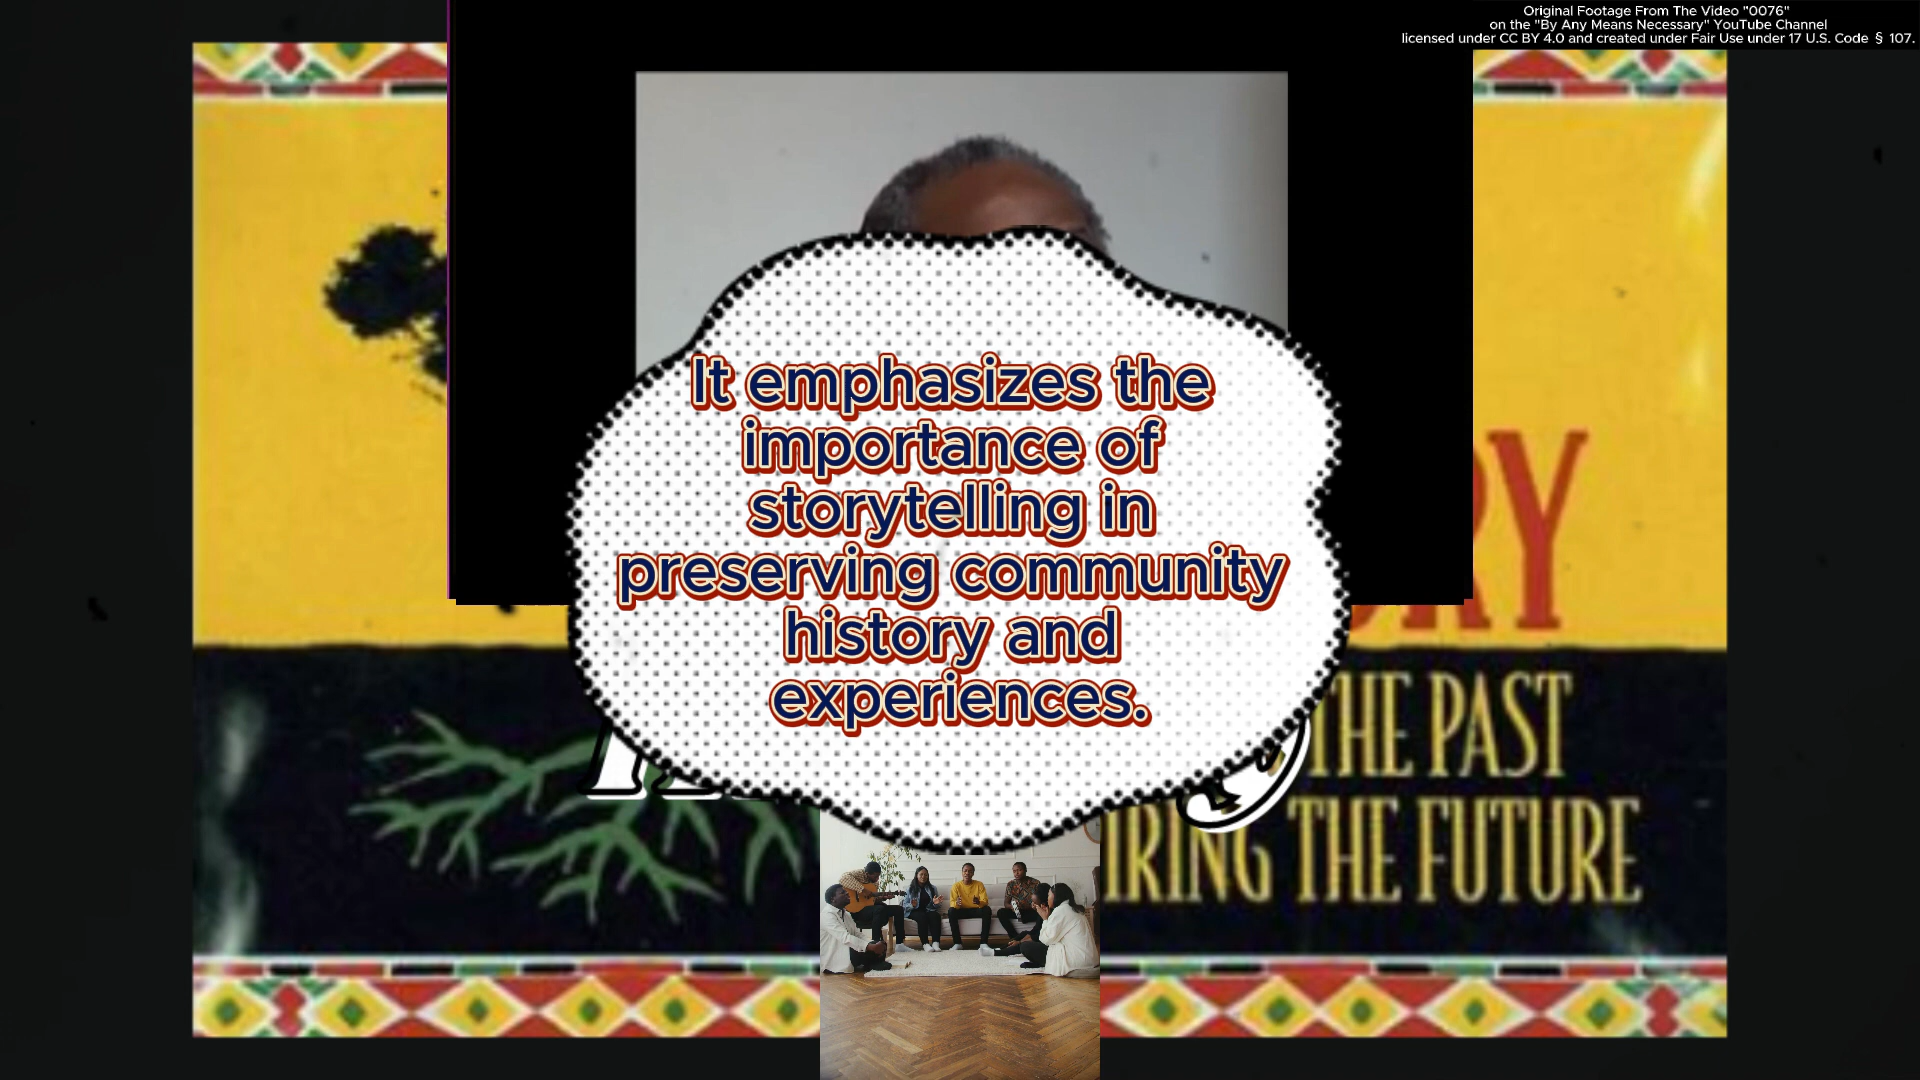 Original Footage From The Video "0076"
on the "By Any Means Necessary" YouTube Channel
licensed under CC BY 4.0 and created under Fair Use under 17 U.S. Code § 107.
It emphasizes the
importance of
storytelling in
preserving community
history and
experiences.
THE PAST
THE FUTURE